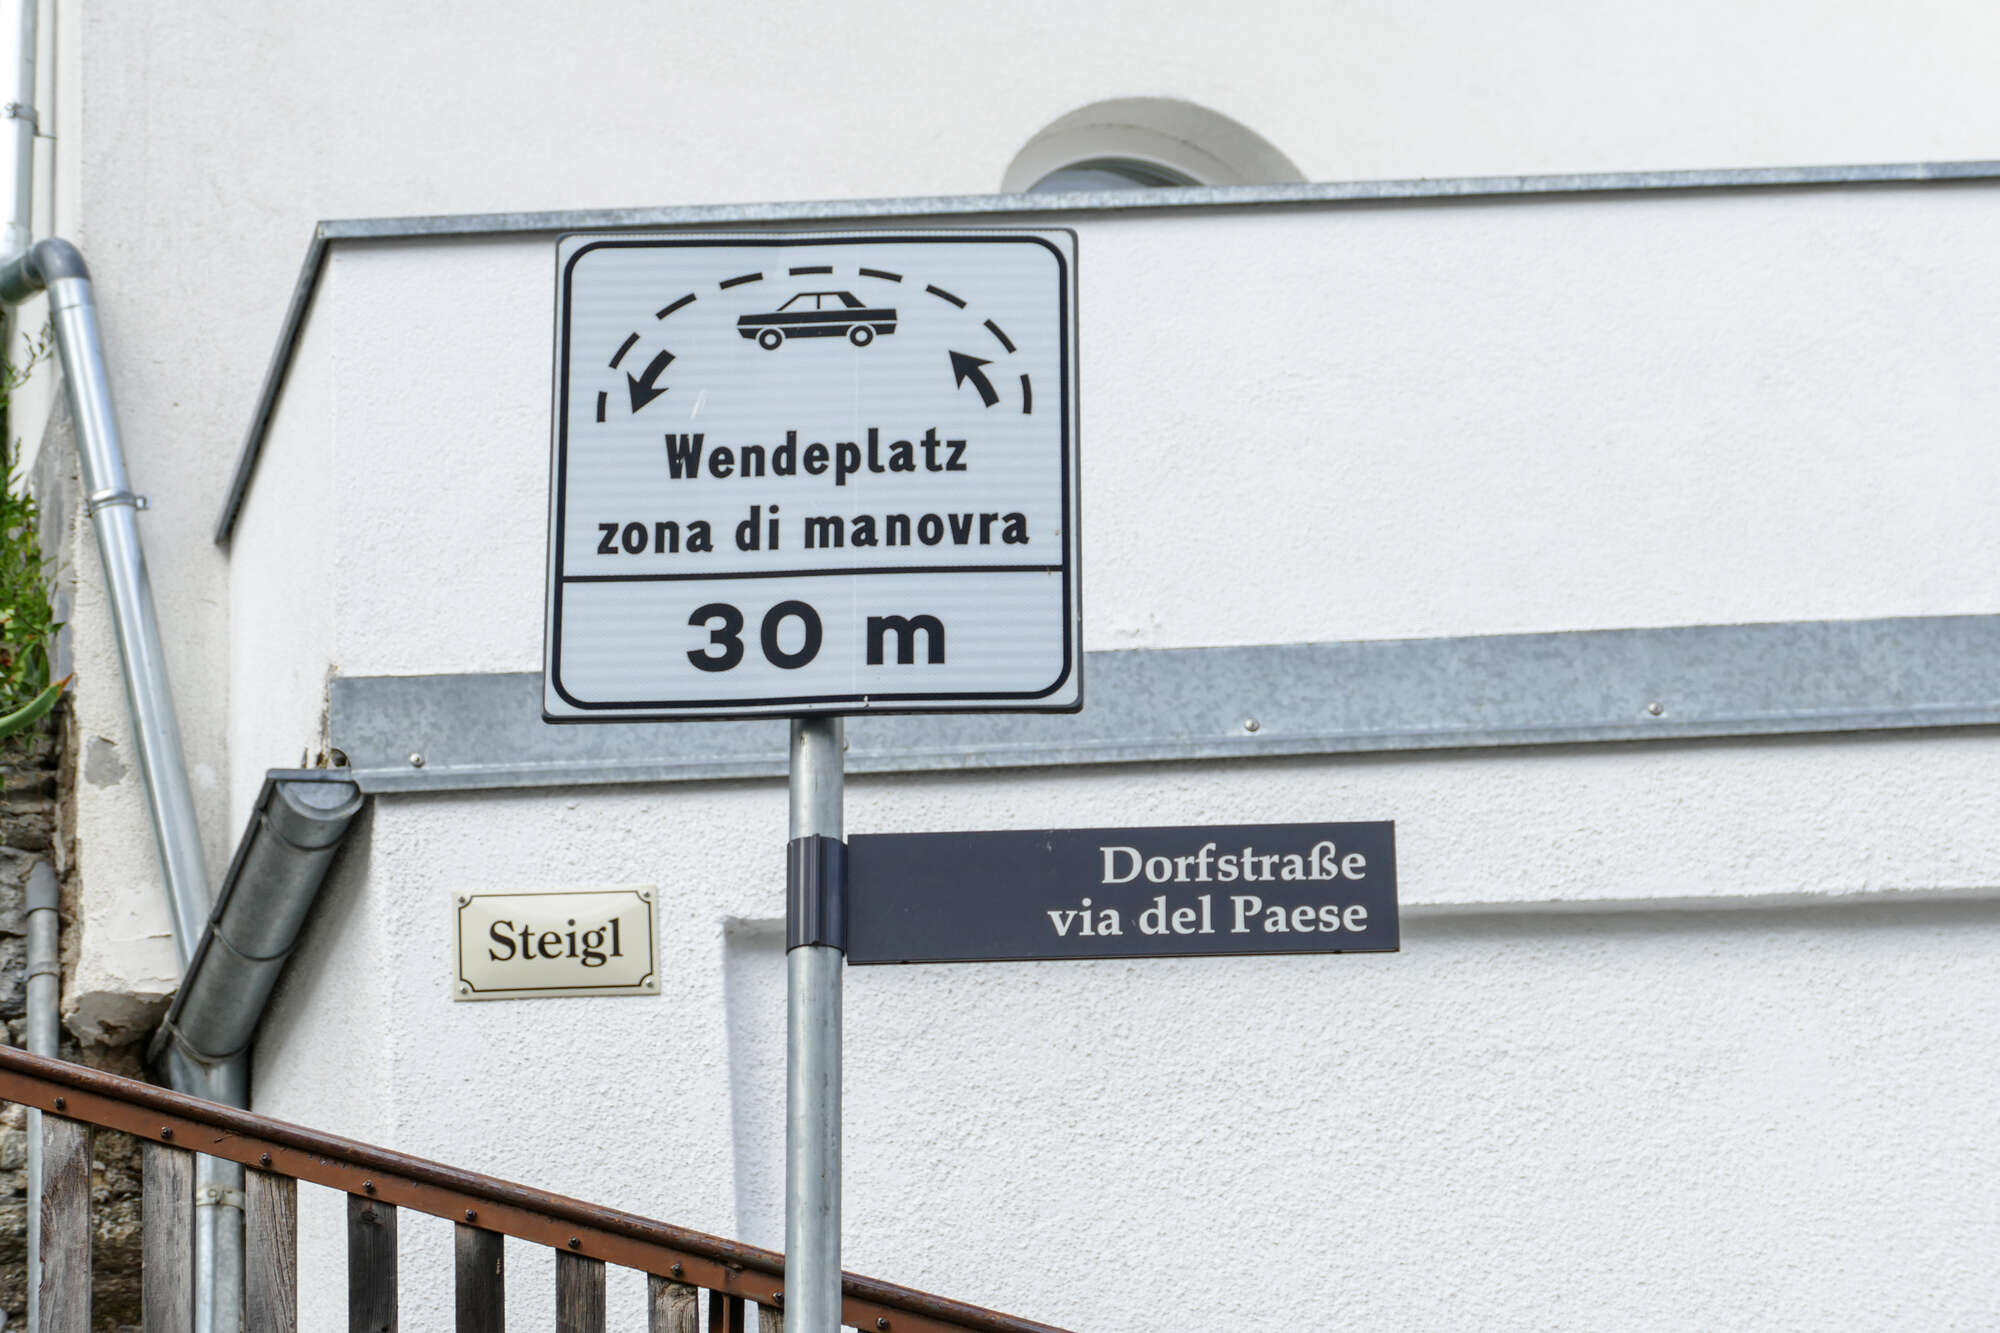 Wendeplatz
zona di manovra
30 m
Dorfstraße
via del Paese
Steigl